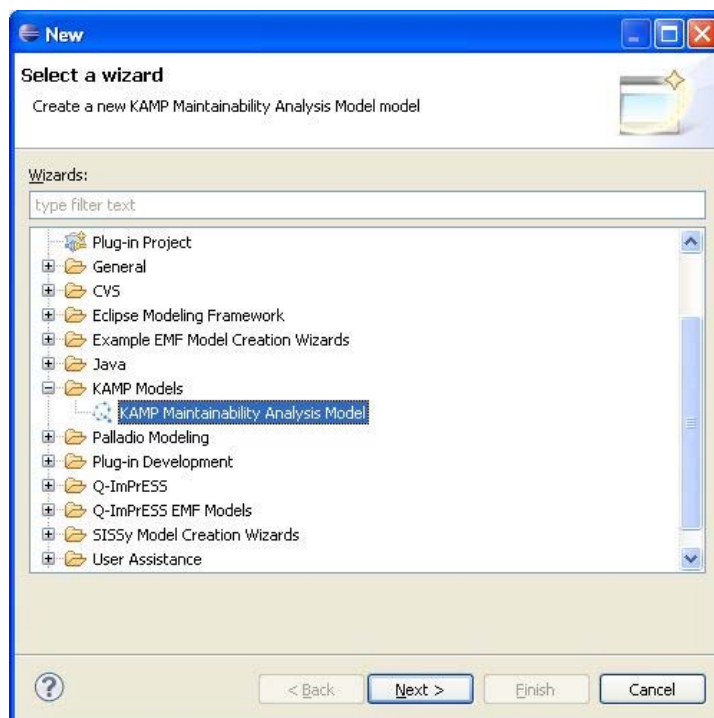 New
Select a wizard
Create a new KAMP Maintainability Analysis Model model
Wizards:
type filter text
Plug-in Project
General
CVS
Eclipse Modeling Framework
Example EMF Model Creation Wizards
Java
KAMP Models
KAMP Maintainability Analysis Model
Palladio Modeling
Plug-in Development
Q-ImPrESS
Q-ImPrESS EMF Models
SISSy Model Creation Wizards
User Assistance
? < Back Next > Finish Cancel